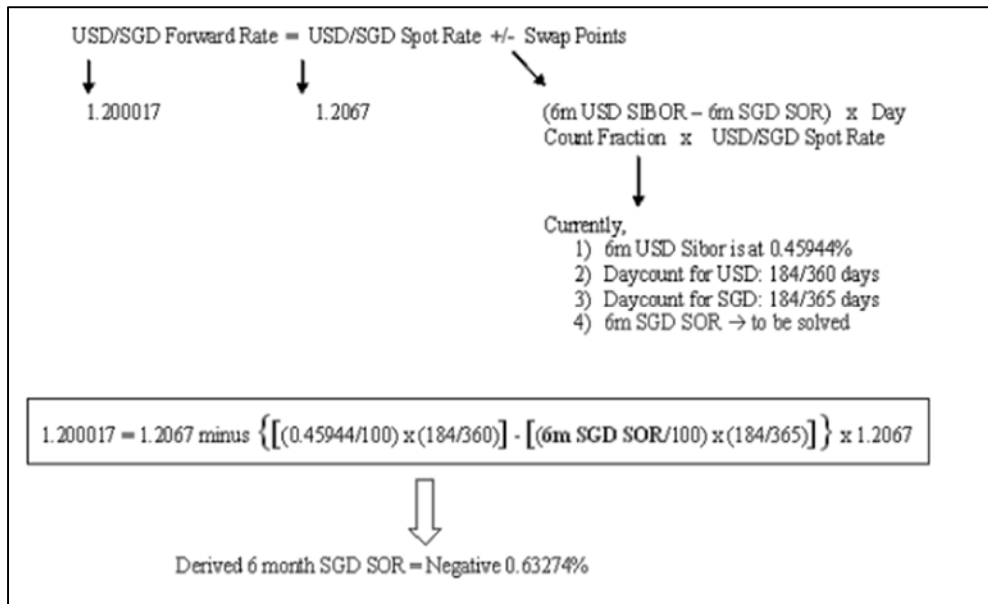 USD/SGD Forward Rate = USD/SGD Spot Rate +/- Swap Points
1.200017 1.2067 (6m USD SIBOR – 6m SGD SOR) x Day
Count Fraction x USD/SGD Spot Rate
Currently,
1) 6m USD Sibor is at 0.45944%
2) Daycount for USD: 184/360 days
3) Daycount for SGD: 184/365 days
4) 6m SGD SOR → to be solved
1.200017 = 1.2067 minus {[(0.45944/100) x (184/360)] - [(6m SGD SOR/100) x (184/365)]} x 1.2067
Derived 6 month SGD SOR = Negative 0.63274%